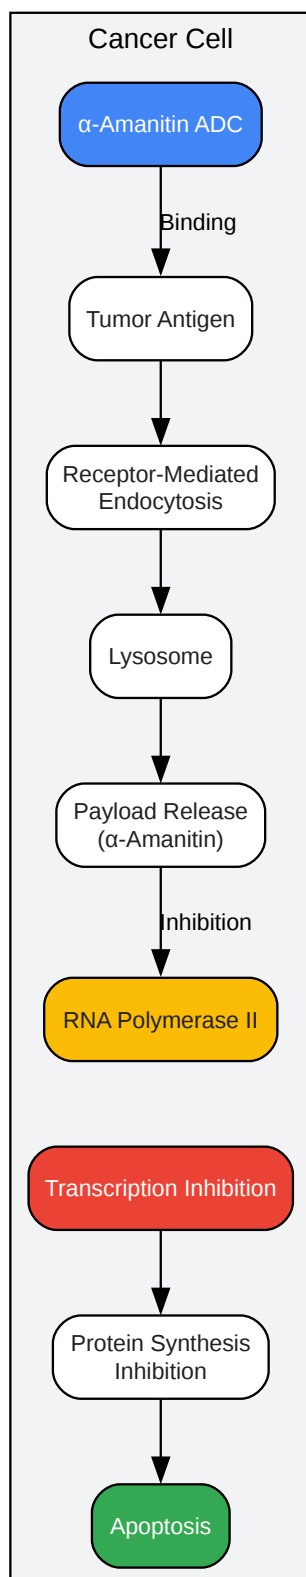 Cancer Cell
α-Amanitin ADC
Binding
Tumor Antigen
Receptor-Mediated
Endocytosis
Lysosome
Payload Release
(α-Amanitin)
Inhibition
RNA Polymerase II
Transcription Inhibition
Protein Synthesis
Inhibition
Apoptosis